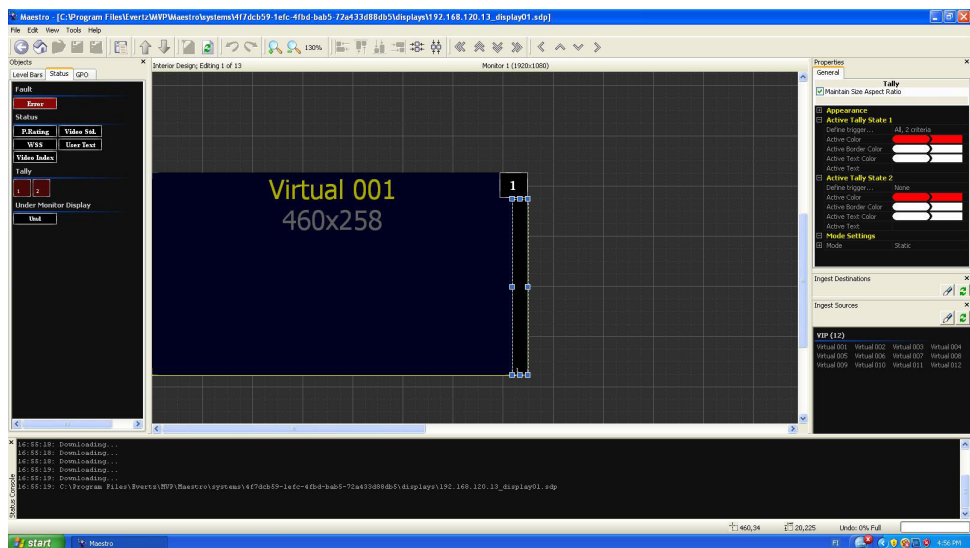 Maestro - [C:\Program Files\Evertz\MVP\Maestro\systems\4f7dcb59-1efc-4fbd-bab5-72a433d88db5\displays\192.168.120.13_display01.sdp]
File Edit View Tools Help
130%
Objects
Level Bars Status GPO
Fault
Error
Status
P.Rating Video Std.
WSS User Text
Video Index
Tally
1 2
Under Monitor Display
Umd
Interior Design; Editing 1 of 13 Monitor 1 (1920x1080)
Virtual 001
460x258
1
Properties
General
Tally
Maintain Size Aspect Ratio
Appearance
Active Tally State 1
Define trigger... All, 2 criteria
Active Color
Active Border Color
Active Text Color
Active Text
Active Tally State 2
Define trigger... None
Active Color
Active Border Color
Active Text Color
Active Text
Mode Settings
Mode Static
Ingest Destinations
Ingest Sources
VIP (12)
Virtual 001 Virtual 002 Virtual 003 Virtual 004
Virtual 005 Virtual 006 Virtual 007 Virtual 008
Virtual 009 Virtual 010 Virtual 011 Virtual 012
Status Console
16:55:18: Downloading...
16:55:18: Downloading...
16:55:18: Downloading...
16:55:19: Downloading...
16:55:19: Downloading...
16:55:19: C:\Program Files\Evertz\MVP\Maestro\systems\4f7dcb59-1efc-4fbd-bab5-72a433d88db5\displays\192.168.120.13_display01.sdp
460,34 20,225 Undo: 0% Full
start Maestro FI 4:56 PM